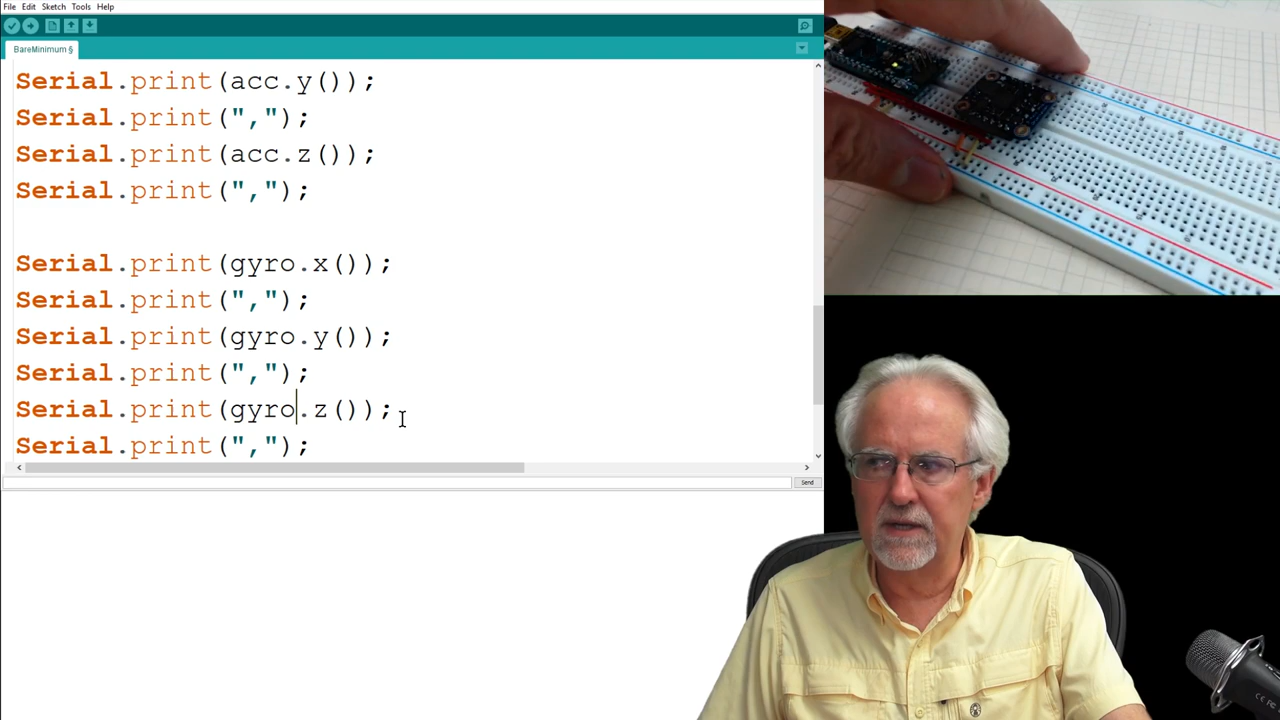 File Edit Sketch Tools Help
BareMinimum §
Serial.print(acc.y());
Serial.print(",");
Serial.print(acc.z());
Serial.print(",");
Serial.print(gyro.x());
Serial.print(",");
Serial.print(gyro.y());
Serial.print(",");
Serial.print(gyro.z());
Serial.print(",");
Send